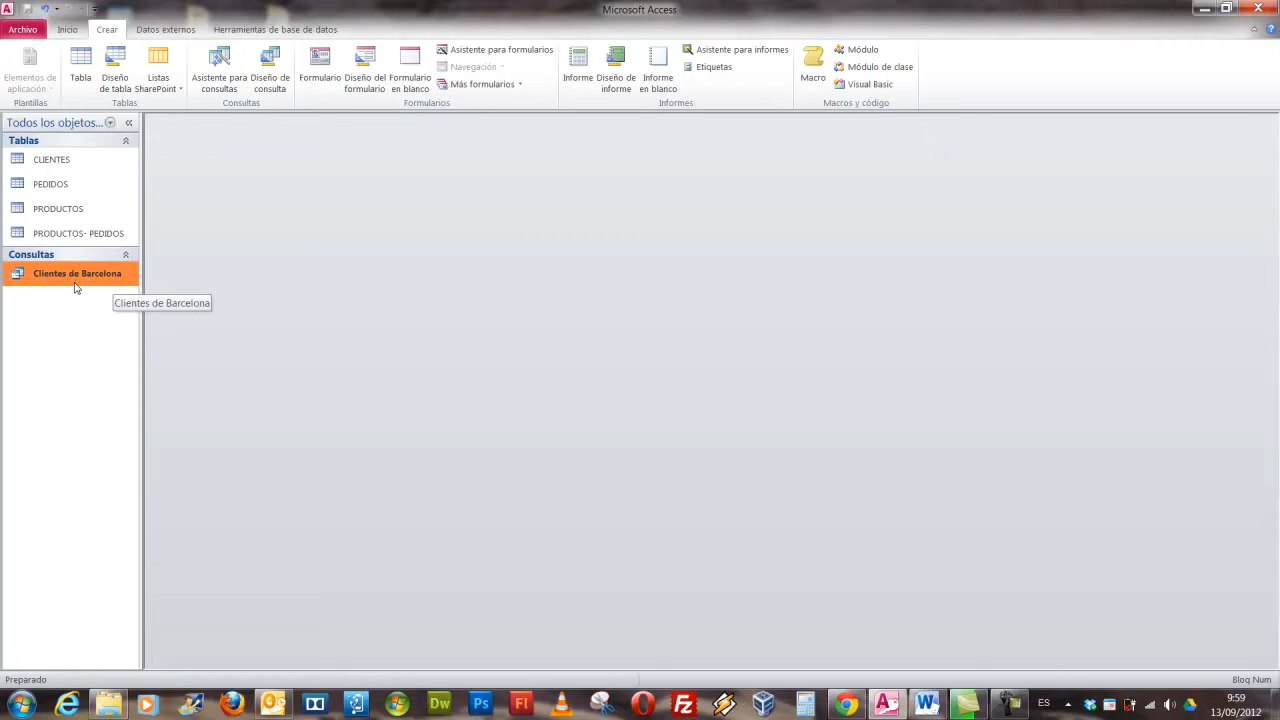 Microsoft Access
Archivo Inicio Crear Datos externos Herramientas de base de datos
Elementos de aplicación
Tabla
Diseño de tabla
Listas SharePoint
Asistente para consultas
Diseño de consulta
Formulario
Diseño del formulario
Formulario en blanco
Asistente para formularios
Navegación
Más formularios
Informe
Diseño de informe
Informe en blanco
Asistente para informes
Etiquetas
Macro
Módulo
Módulo de clase
Visual Basic
Plantillas Tablas Consultas Formularios Informes Macros y código
Todos los objetos...
Tablas
CLIENTES
PEDIDOS
PRODUCTOS
PRODUCTOS- PEDIDOS
Consultas
Clientes de Barcelona
Clientes de Barcelona
Preparado
Bloq Num
Dw Ps Fl
ES
9:59
13/09/2012